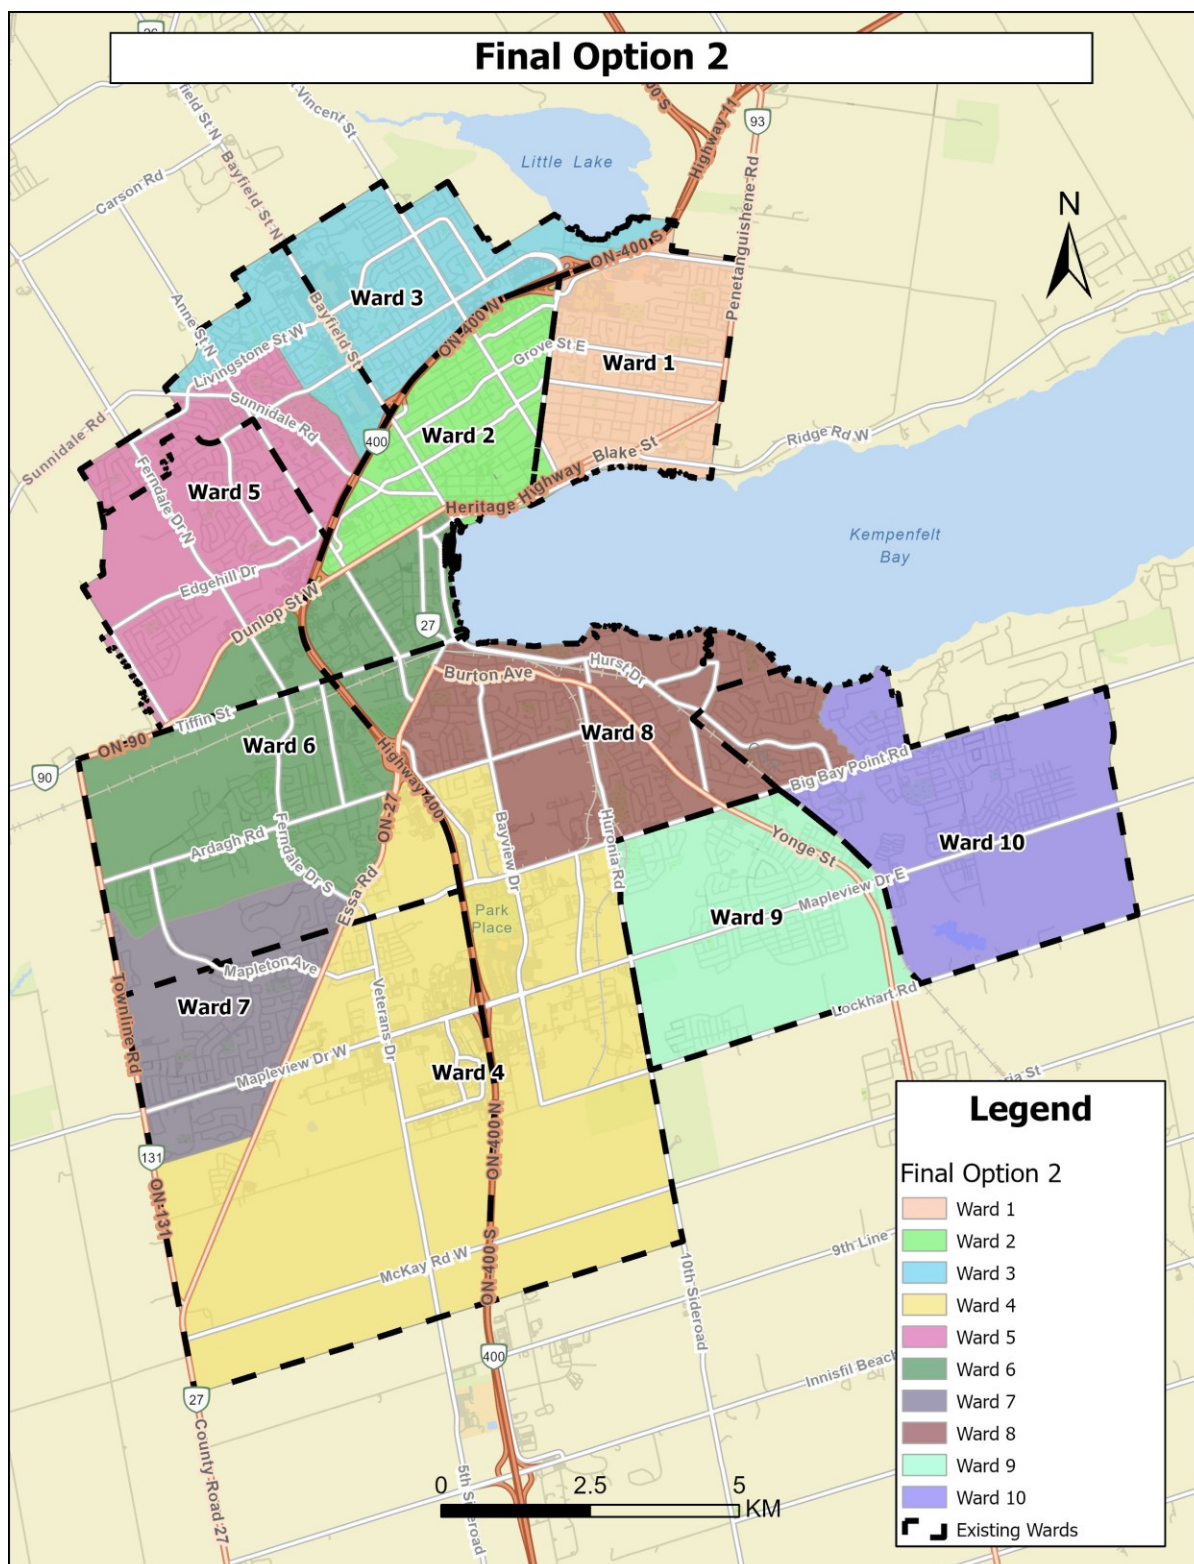 Final Option 2
26
93
N
Little Lake
Highway 11
00 S
Vincent St
field St N
Bayfield St N
Carson Rd
Penetanguishene Rd
ON-400 S
ON-400 N
Ward 3
Bayfield St
Anne St N
Livingstone St W
Grove St E
Ward 1
Sunnidale Rd
Sunnidale Rd
Ward 2
400
Ridge Rd W
Blake St
Heritage Highway
Ferndale Dr N
Ward 5
Kempenfelt
Bay
Edgehill Dr
Dunlop St W
27
Hurst Dr
Burton Ave
Tiffin St
ON-90
90
Ward 6
Ward 8
Highway 400
Big Bay Point Rd
ON-27
Ardagh Rd
Ferndale Dr S
Bayview Dr
Huronia Rd
Yonge St
Ward 10
Essa Rd
Mapleview Dr E
Park
Place
Ward 9
Mapleton Ave
Ward 7
Townline Rd
Veterans Dr
Lockhart Rd
Mapleview Dr W
Ward 4
ria St
ON-400 N
131
ON-131
ON-400 S
McKay Rd W
10th Sideroad
9th Line
400
Innisfil Beach
27
County Road 27
5th Sideroad
0 2.5 5
KM
Legend
Final Option 2
Ward 1
Ward 2
Ward 3
Ward 4
Ward 5
Ward 6
Ward 7
Ward 8
Ward 9
Ward 10
Existing Wards